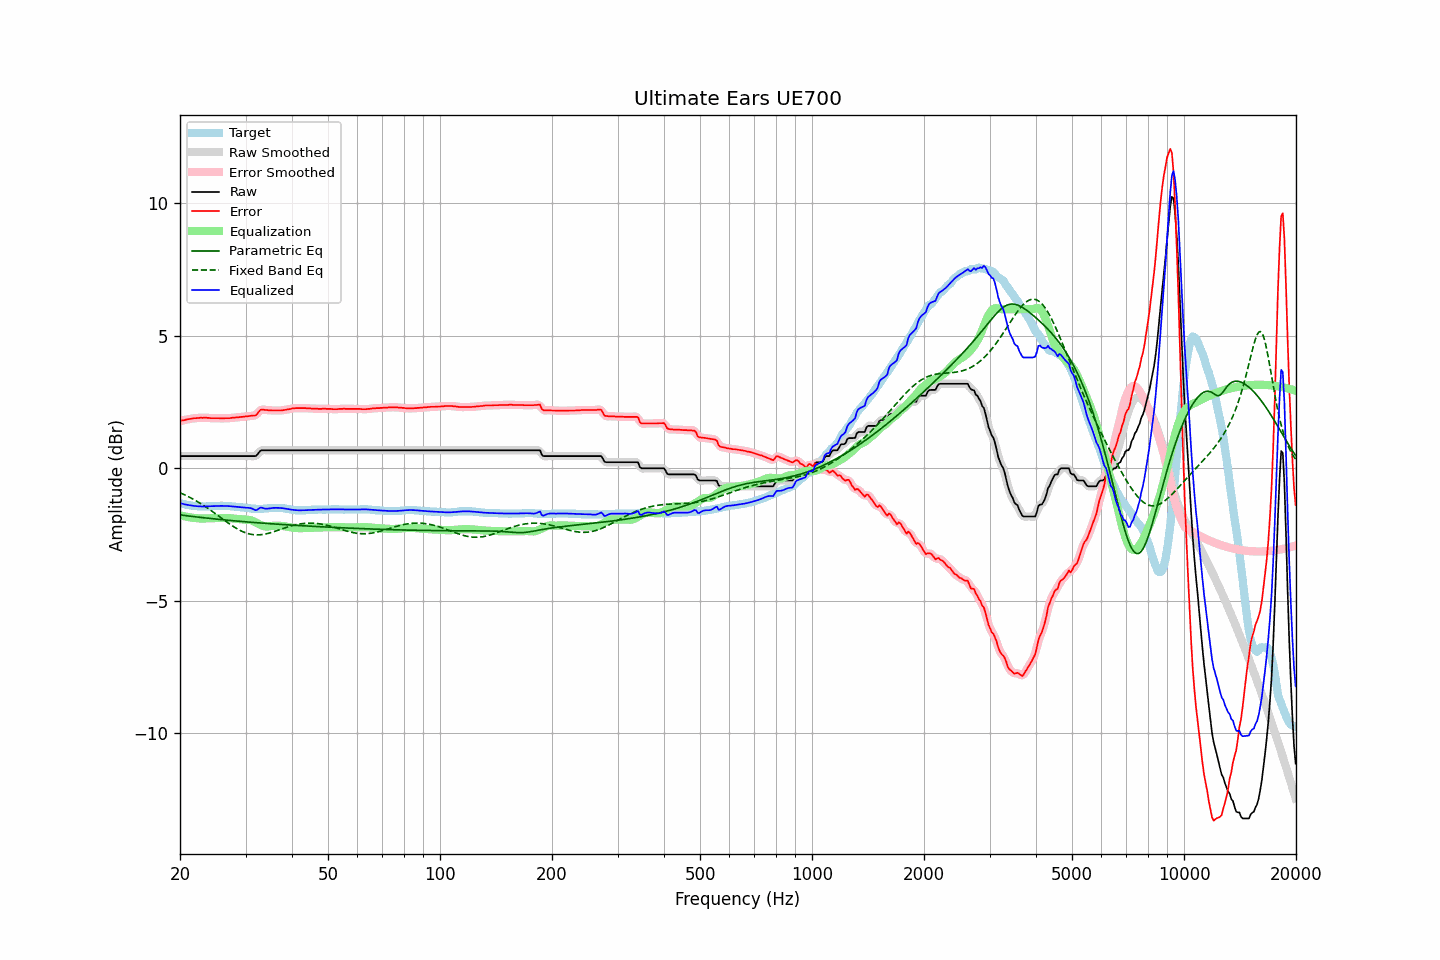 Ultimate Ears UE700
Target
Raw Smoothed
Error Smoothed
Raw
Error
Equalization
Parametric Eq
Fixed Band Eq
Equalized
Amplitude (dBr)
10
5
0
−5
−10
20
50
100
200
500
1000
2000
5000
10000
20000
Frequency (Hz)